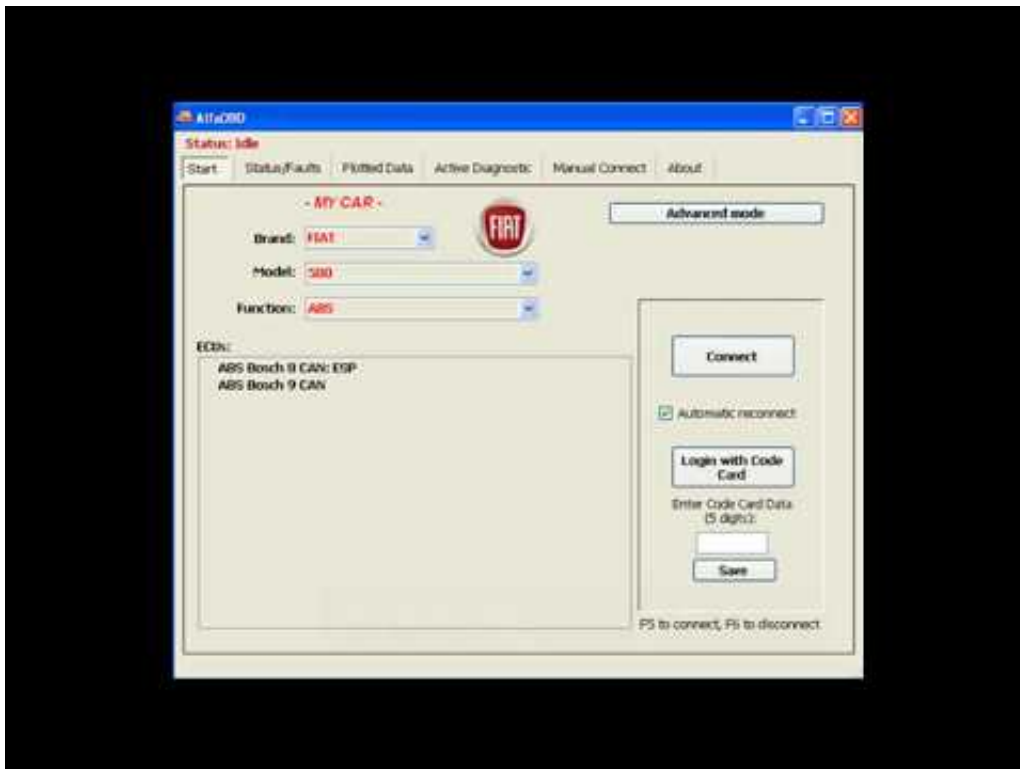 AlfaOBD
Status: Idle
Start Status/Faults Plotted Data Active Diagnostic Manual Connect About
- MY CAR -
FIAT
Advanced mode
Brand: FIAT
Model: 500
Function: ABS
ECUs:
ABS Bosch 8 CAN: ESP
ABS Bosch 9 CAN
Connect
Automatic reconnect
Login with Code
Card
Enter Code Card Data
(5 digits):
Save
F5 to connect, F6 to disconnect